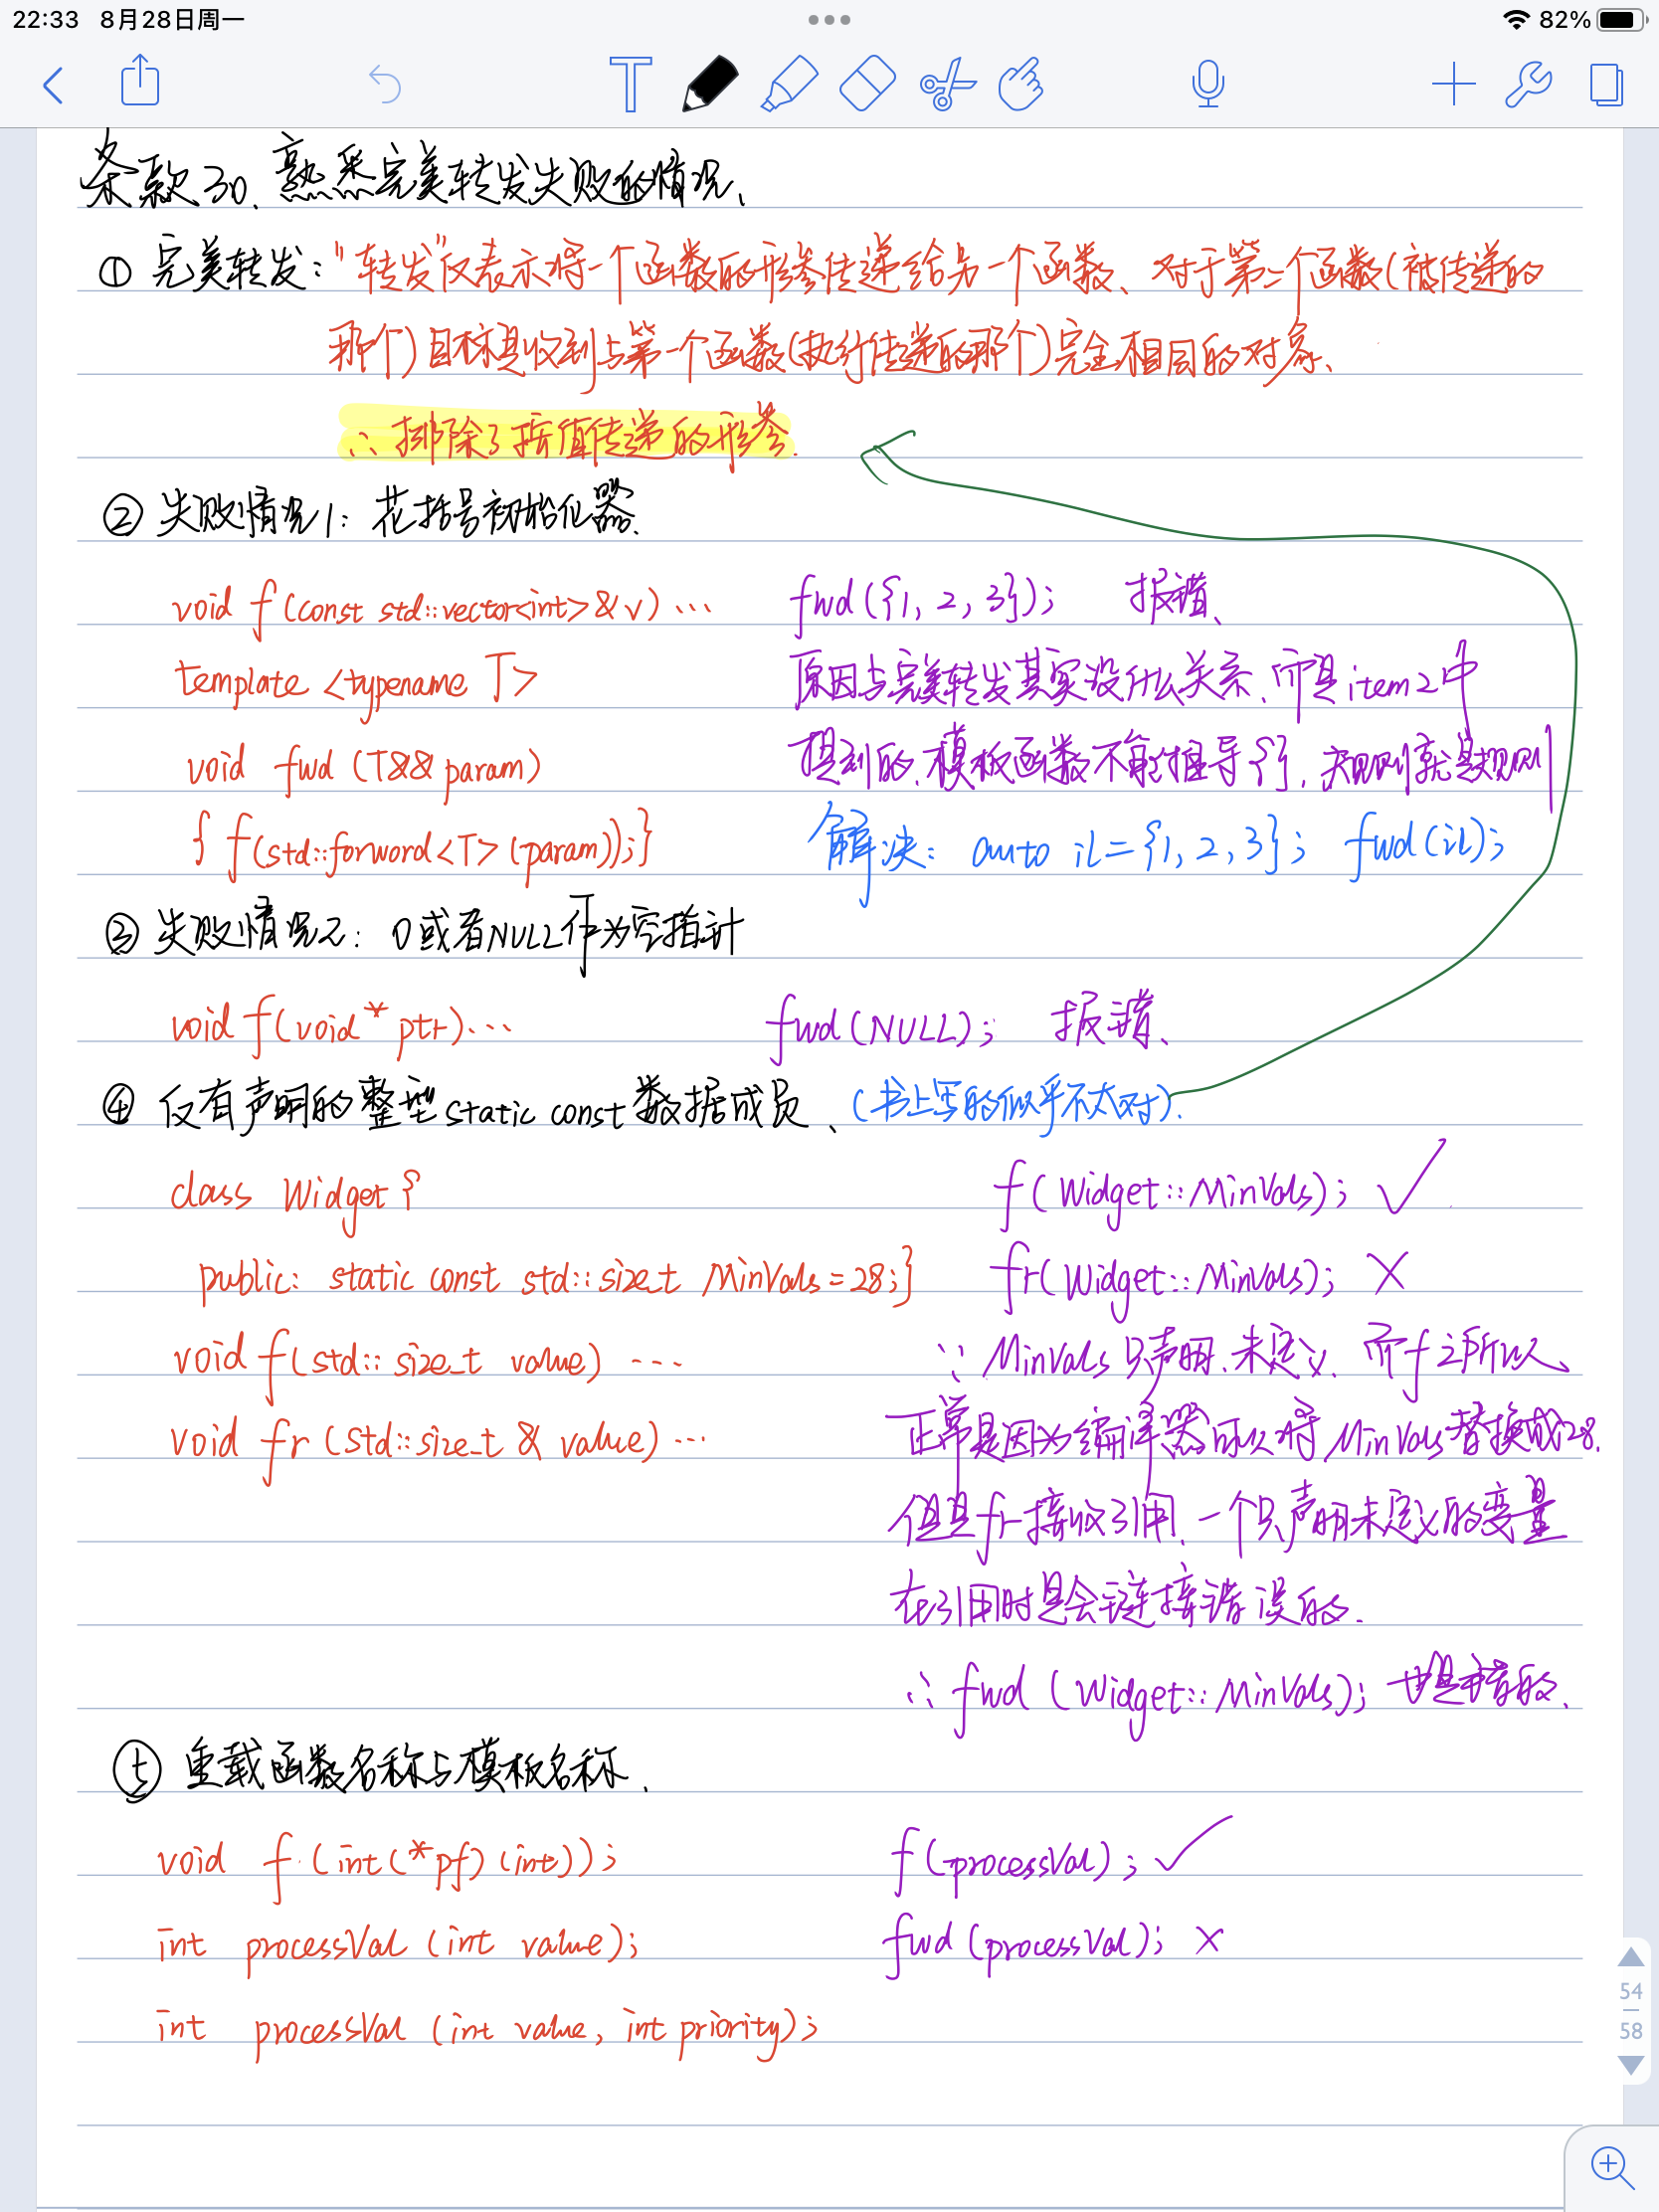 22:33 8月28日周一
82%
条款30、熟悉完美转发失败的情况、
① 完美转发："转发"仅表示将一个函数的形参传递给另一个函数、对于第二个函数(被传递的
那个)目标是收到与第一个函数(执行传递的那个)完全相同的对象、
∴ 排除了按值传递的形参.
② 失败情况1：花括号初始化器.
void f(const std::vector<int>& v) ... fwd({1, 2, 3}); 报错、
template <typename T> 原因与完美转发其实没什么关系、而是item2中
void fwd (T&& param) 提到的、模板函数不能推导{}，规则就是规则
{ f(std::forword<T>(param));} 解决：auto il={1, 2, 3}; fwd(il);
③ 失败情况2：0或者NULL作为空指针
void f(void* ptr)... fwd(NULL); 报错、
④ 仅有声明的整型static const数据成员、(书上写的似乎不太对).
class Widget{ f(Widget::MinVals); ✓
public: static const std::size_t MinVals=28;} fr(Widget::MinVals); ×
void f(std::size_t value) .... ∵ MinVals 只声明、未定义、而f之所以、
void fr(std::size_t & value)... 正常是因为编译器可以将MinVals替换成28.
但是fr接收引用、一个只声明未定义的变量
在引用时是会链接错误的.
∴ fwd (Widget::MinVals); 也是错的.
⑤ 重载函数名称与模板名称.
void f(int(*pf)(int)); f(processVal); ✓
int processVal (int value); fwd(processVal); ×
int processVal (int value, int priority);
54
58